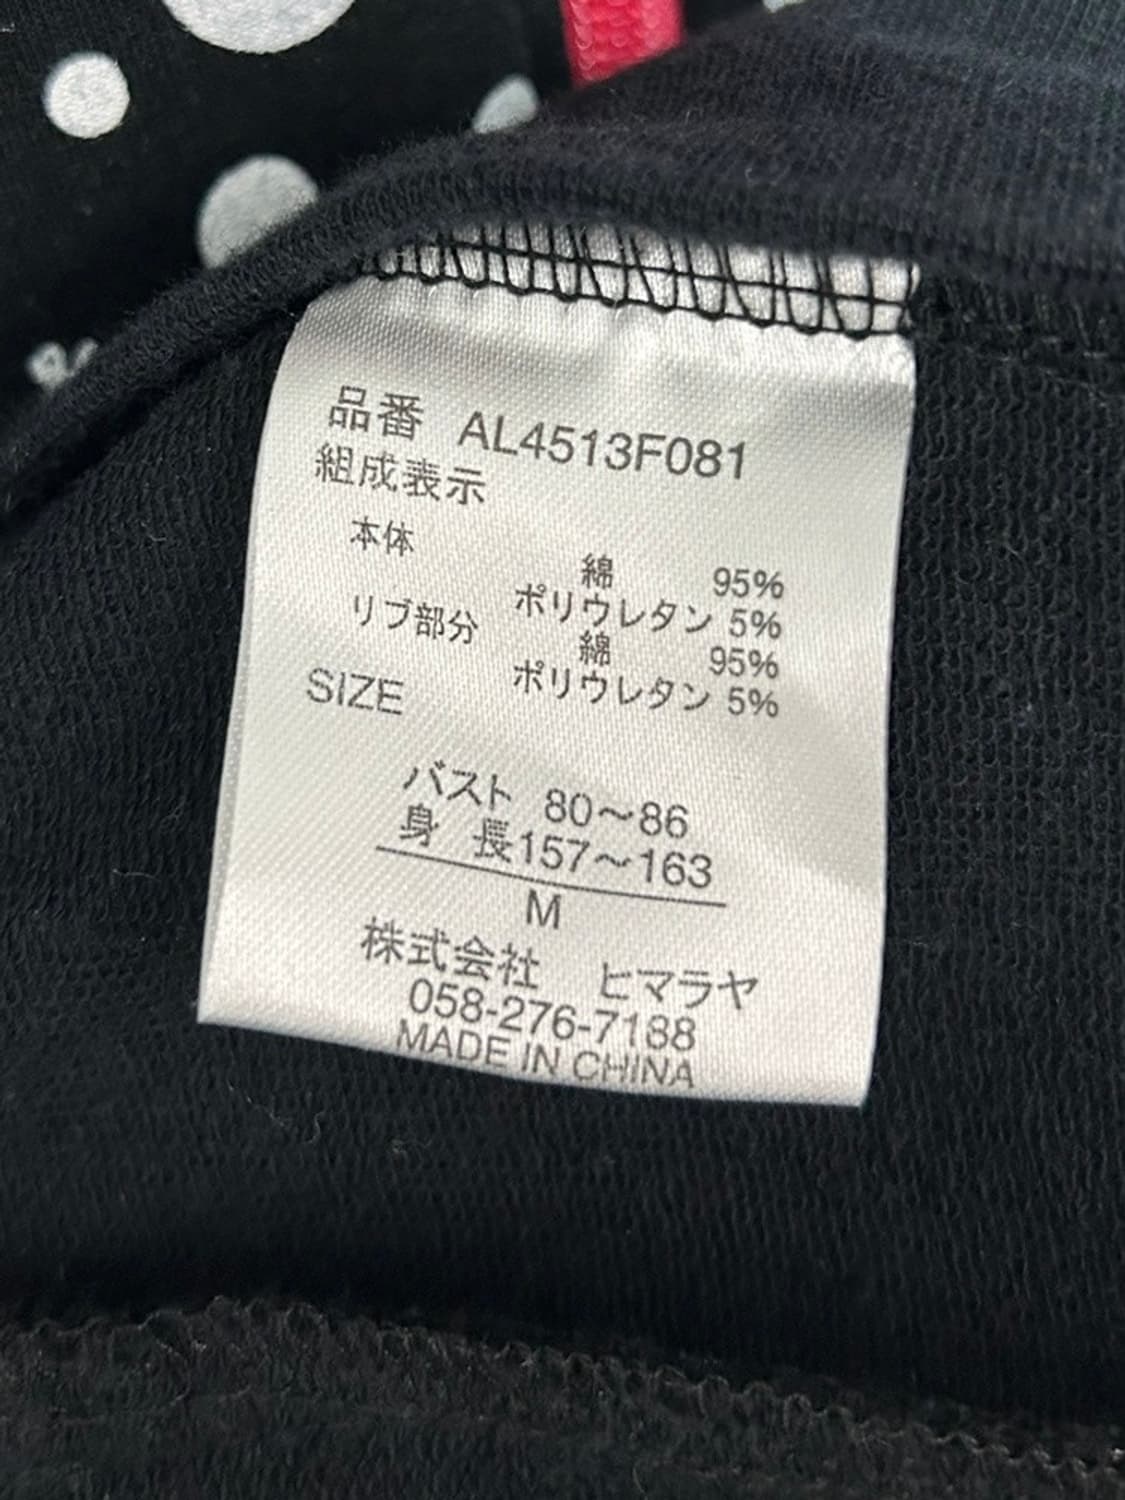 品番 AL4513F081
組成表示
本体 綿 95%
ポリウレタン 5%
リブ部分 綿 95%
ポリウレタン 5%
SIZE
バスト 80～86
身 長157～163
M
株式会社 ヒマラヤ
058-276-7188
MADE IN CHINA